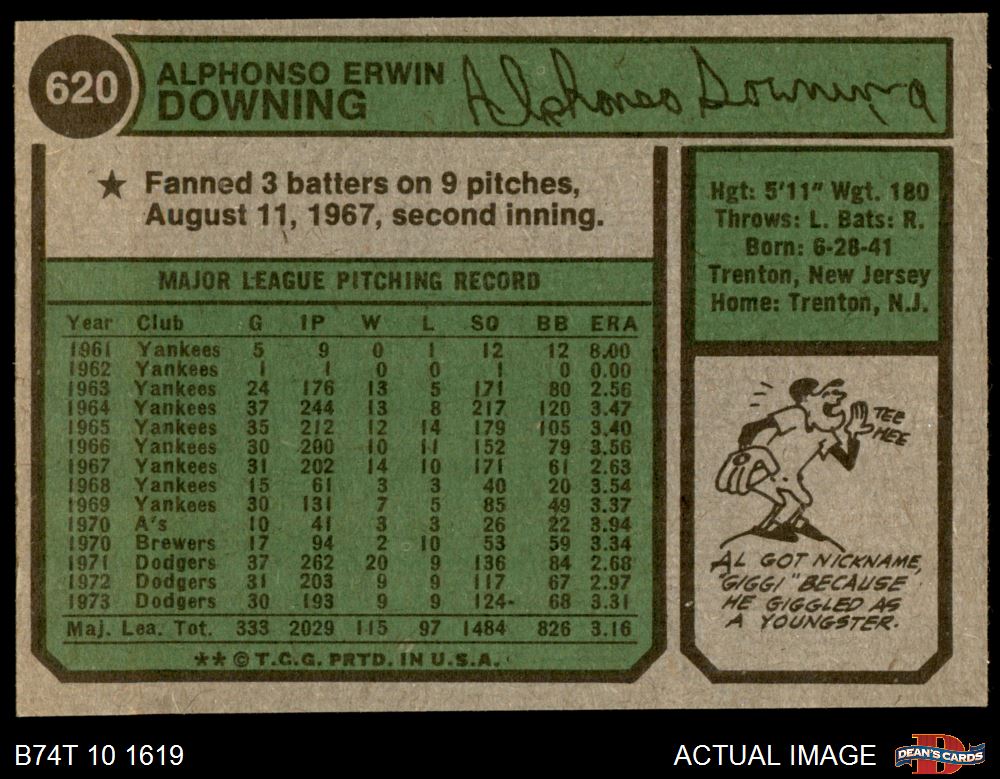 620
ALPHONSO ERWIN
DOWNING
Alphonso Downing
★ Fanned 3 batters on 9 pitches,
August 11, 1967, second inning.
Hgt: 5'11" Wgt. 180
Throws: L. Bats: R.
Born: 6-28-41
Trenton, New Jersey
Home: Trenton, N.J.
MAJOR LEAGUE PITCHING RECORD
Year Club G IP W L SO BB ERA
1961 Yankees 5 9 0 1 12 12 8.00
1962 Yankees 1 1 0 0 1 0 0.00
1963 Yankees 24 176 13 5 171 80 2.56
1964 Yankees 37 244 13 8 217 120 3.47
1965 Yankees 35 212 12 14 179 105 3.40
1966 Yankees 30 200 10 11 152 79 3.56
1967 Yankees 31 202 14 10 171 61 2.63
1968 Yankees 15 61 3 3 40 20 3.54
1969 Yankees 30 131 7 5 85 49 3.37
1970 A's 10 41 3 3 26 22 3.94
1970 Brewers 17 94 2 10 53 59 3.34
1971 Dodgers 37 262 20 9 136 84 2.68
1972 Dodgers 31 203 9 9 117 67 2.97
1973 Dodgers 30 193 9 9 124 68 3.31
Maj. Lea. Tot. 333 2029 115 97 1484 826 3.16
** © T.C.G. PRTD. IN U.S.A.
TEE
HEE
AL GOT NICKNAME,
"GIGGI" BECAUSE
HE GIGGLED AS
A YOUNGSTER.
B74T 10 1619
ACTUAL IMAGE
D
DEAN'S CARDS